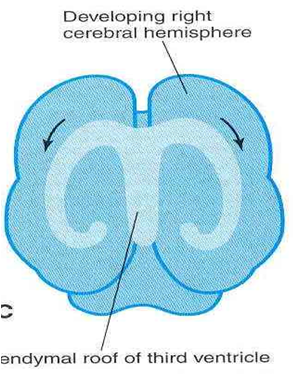 Developing right
cerebral hemisphere
C
endymal roof of third ventricle